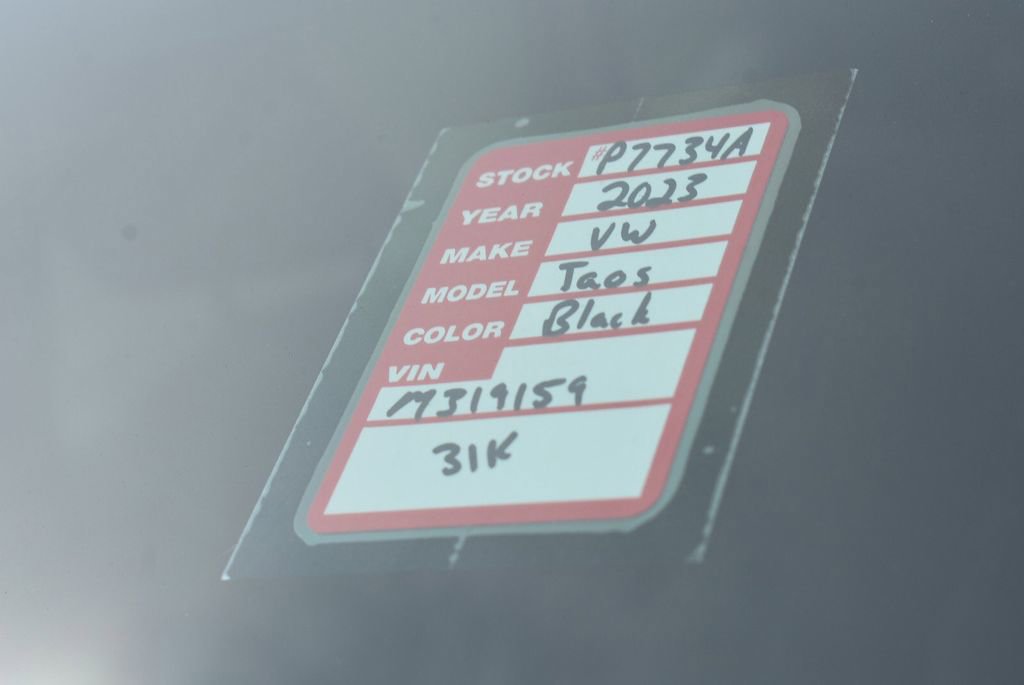 STOCK #P7734A
YEAR 2023
MAKE VW
MODEL Taos
COLOR Black
VIN
M319159
31K